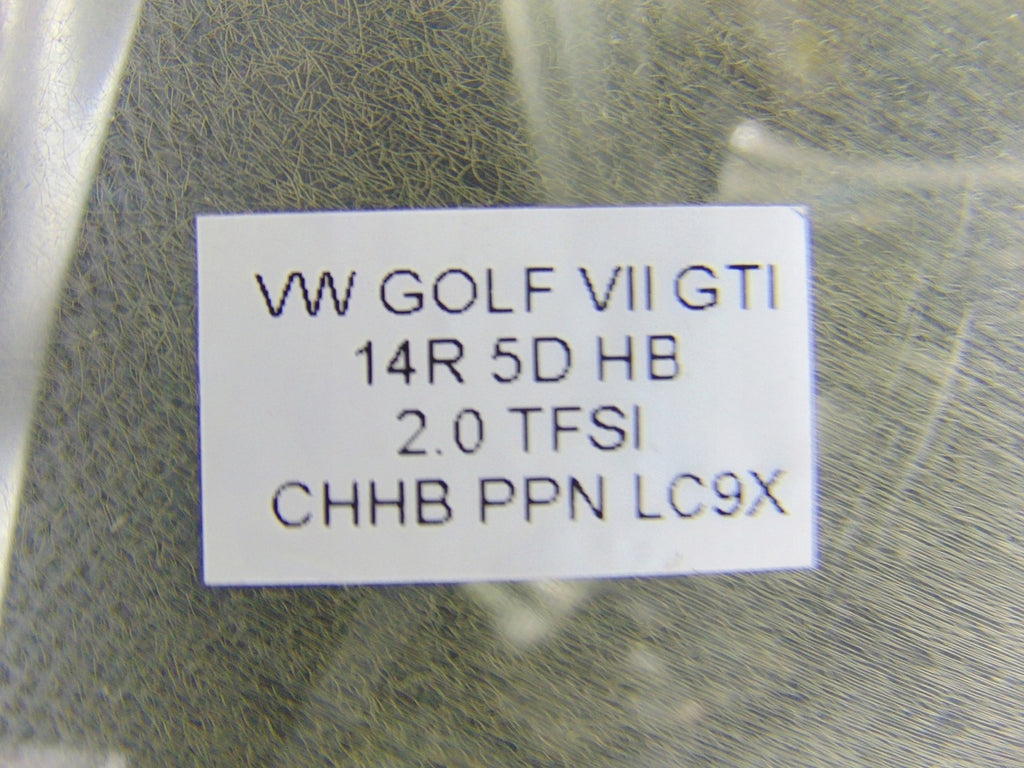 VW GOLF VII GTI
14R 5D HB
2.0 TFSI
CHHB PPN LC9X